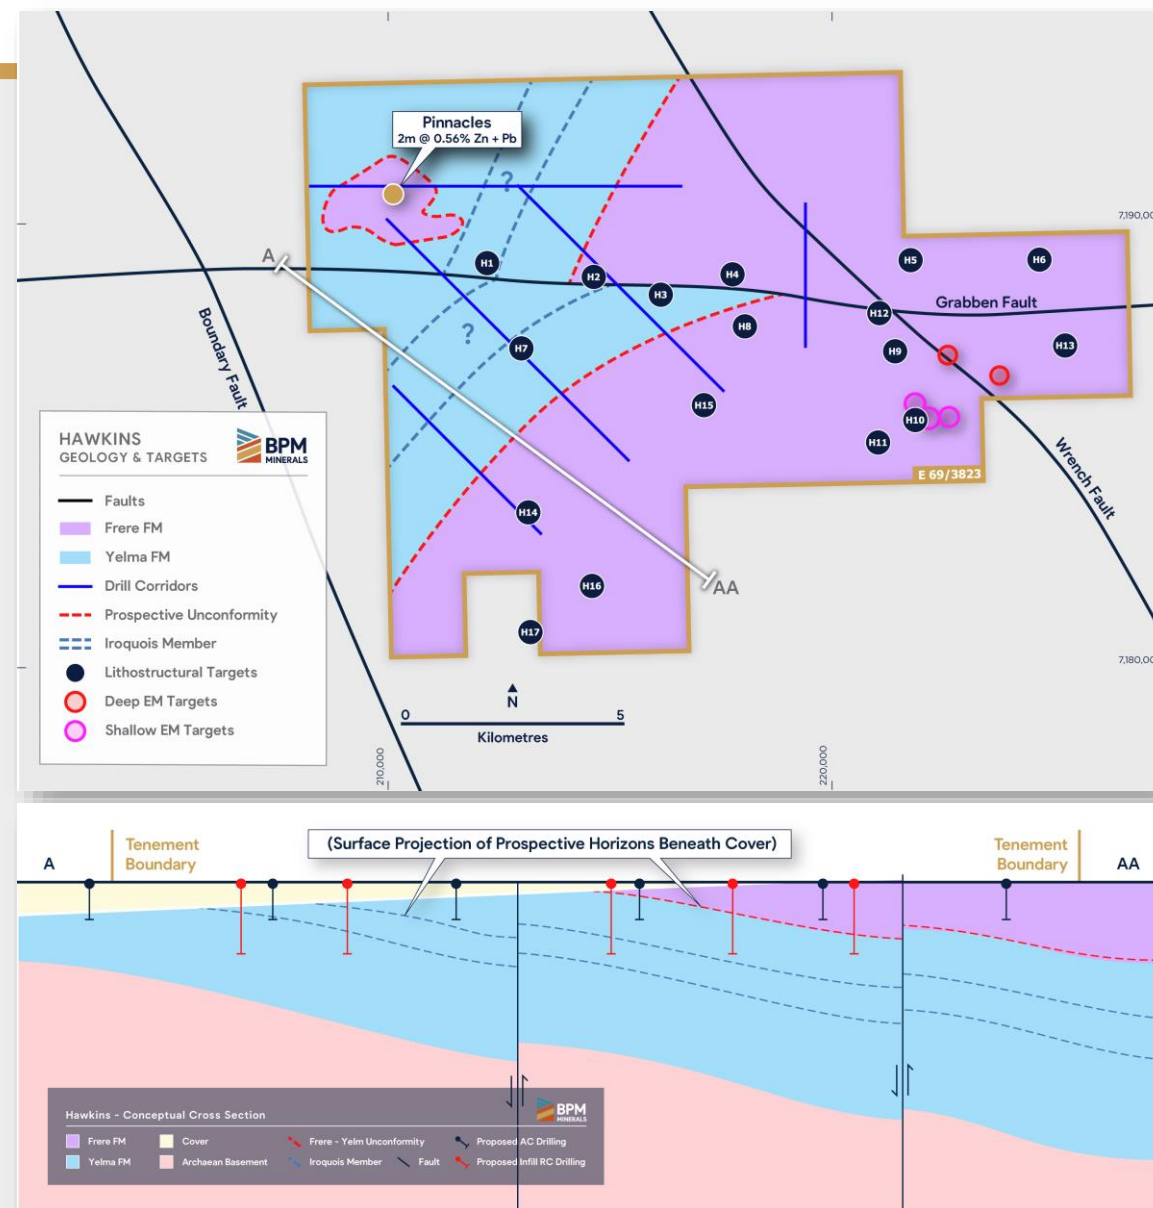 Pinnacles
2m @ 0.56% Zn + Pb
7,190,00
?
A
H1
H2
H3
H4
H5
H6
Grabben Fault
H12
H8
H9
H13
?
H7
Boundary Fault
H15
H10
H11
E 69/3823
Wrench Fault
H14
H16
AA
H17
HAWKINS
GEOLOGY & TARGETS
BPM
MINERALS
Faults
Frere FM
Yelma FM
Drill Corridors
Prospective Unconformity
Iroquois Member
Lithostructural Targets
Deep EM Targets
Shallow EM Targets
N
0 5
Kilometres
7,180,00
210,000
220,000
A
Tenement
Boundary
(Surface Projection of Prospective Horizons Beneath Cover)
Tenement
Boundary
AA
Hawkins - Conceptual Cross Section
BPM
MINERALS
Frere FM
Cover
Frere - Yelm Unconformity
Proposed AC Drilling
Yelma FM
Archaean Basement
Iroquois Member
Fault
Proposed Infill RC Drilling